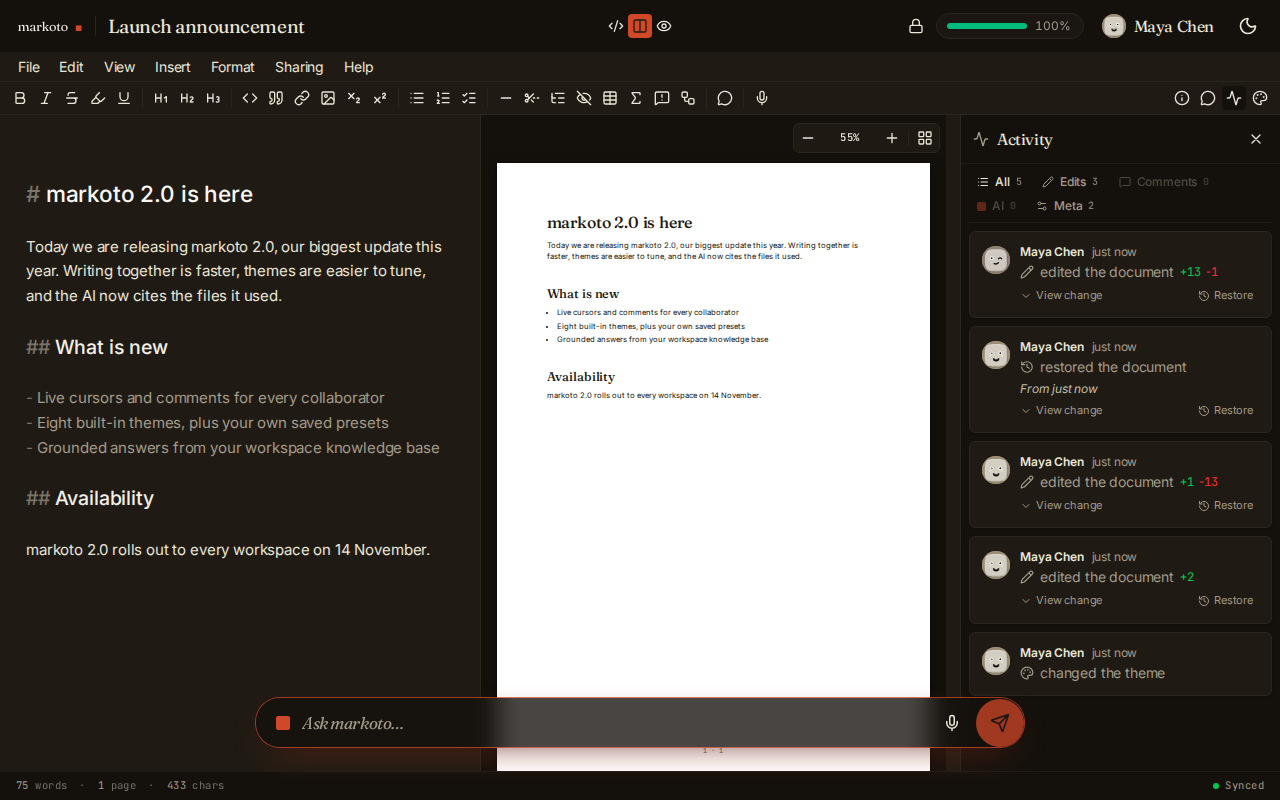 markoto
Launch announcement
100%
Maya Chen
File Edit View Insert Format Sharing Help
H1 H2 H3
# markoto 2.0 is here
Today we are releasing markoto 2.0, our biggest update this
year. Writing together is faster, themes are easier to tune,
and the AI now cites the files it used.
## What is new
- Live cursors and comments for every collaborator
- Eight built-in themes, plus your own saved presets
- Grounded answers from your workspace knowledge base
## Availability
markoto 2.0 rolls out to every workspace on 14 November.
55%
markoto 2.0 is here
Today we are releasing markoto 2.0, our biggest update this year. Writing together is
faster, themes are easier to tune, and the AI now cites the files it used.
What is new
• Live cursors and comments for every collaborator
• Eight built-in themes, plus your own saved presets
• Grounded answers from your workspace knowledge base
Availability
markoto 2.0 rolls out to every workspace on 14 November.
1 · 1
Activity
All 5 Edits 3 Comments 0
AI 0 Meta 2
Maya Chen just now
edited the document +13 -1
View change Restore
Maya Chen just now
restored the document
From just now
View change Restore
Maya Chen just now
edited the document +1 -13
View change Restore
Maya Chen just now
edited the document +2
View change Restore
Maya Chen just now
changed the theme
Ask markoto...
75 words · 1 page · 433 chars
Synced